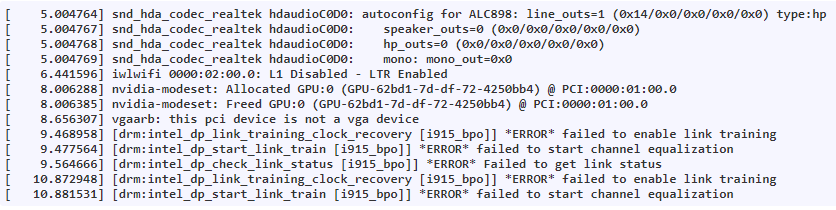 [    5.004764] snd_hda_codec_realtek hdaudioC0D0: autoconfig for ALC898: line_outs=1 (0x14/0x0/0x0/0x0/0x0) type:hp
[    5.004767] snd_hda_codec_realtek hdaudioC0D0:    speaker_outs=0 (0x0/0x0/0x0/0x0/0x0)
[    5.004768] snd_hda_codec_realtek hdaudioC0D0:    hp_outs=0 (0x0/0x0/0x0/0x0/0x0)
[    5.004769] snd_hda_codec_realtek hdaudioC0D0:    mono: mono_out=0x0
[    6.441596] iwlwifi 0000:02:00.0: L1 Disabled - LTR Enabled
[    8.006288] nvidia-modeset: Allocated GPU:0 (GPU-62bd1-7d-df-72-4250bb4) @ PCI:0000:01:00.0
[    8.006385] nvidia-modeset: Freed GPU:0 (GPU-62bd1-7d-df-72-4250bb4) @ PCI:0000:01:00.0
[    8.656307] vgaarb: this pci device is not a vga device
[    9.468958] [drm:intel_dp_link_training_clock_recovery [i915_bpo]] *ERROR* failed to enable link training
[    9.477564] [drm:intel_dp_start_link_train [i915_bpo]] *ERROR* failed to start channel equalization
[    9.564666] [drm:intel_dp_check_link_status [i915_bpo]] *ERROR* Failed to get link status
[   10.872948] [drm:intel_dp_link_training_clock_recovery [i915_bpo]] *ERROR* failed to enable link training
[   10.881531] [drm:intel_dp_start_link_train [i915_bpo]] *ERROR* failed to start channel equalization